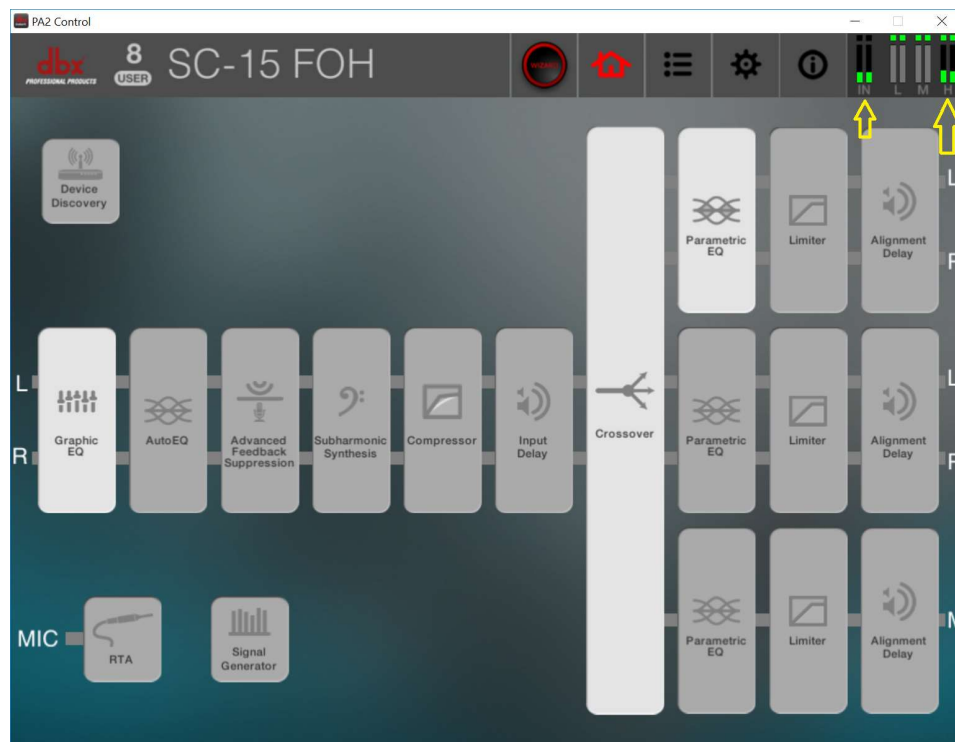 PA2 Control
dbx
PROFESSIONAL PRODUCTS
8
USER
SC-15 FOH
WIZARD
IN L M H
Device
Discovery
Parametric
EQ
Limiter
Alignment
Delay
L
R
L
R
Graphic
EQ
AutoEQ
Advanced
Feedback
Suppression
Subharmonic
Synthesis
Compressor
Input
Delay
Crossover
Parametric
EQ
Limiter
Alignment
Delay
L
R
MIC
RTA
Signal
Generator
Parametric
EQ
Limiter
Alignment
Delay
M